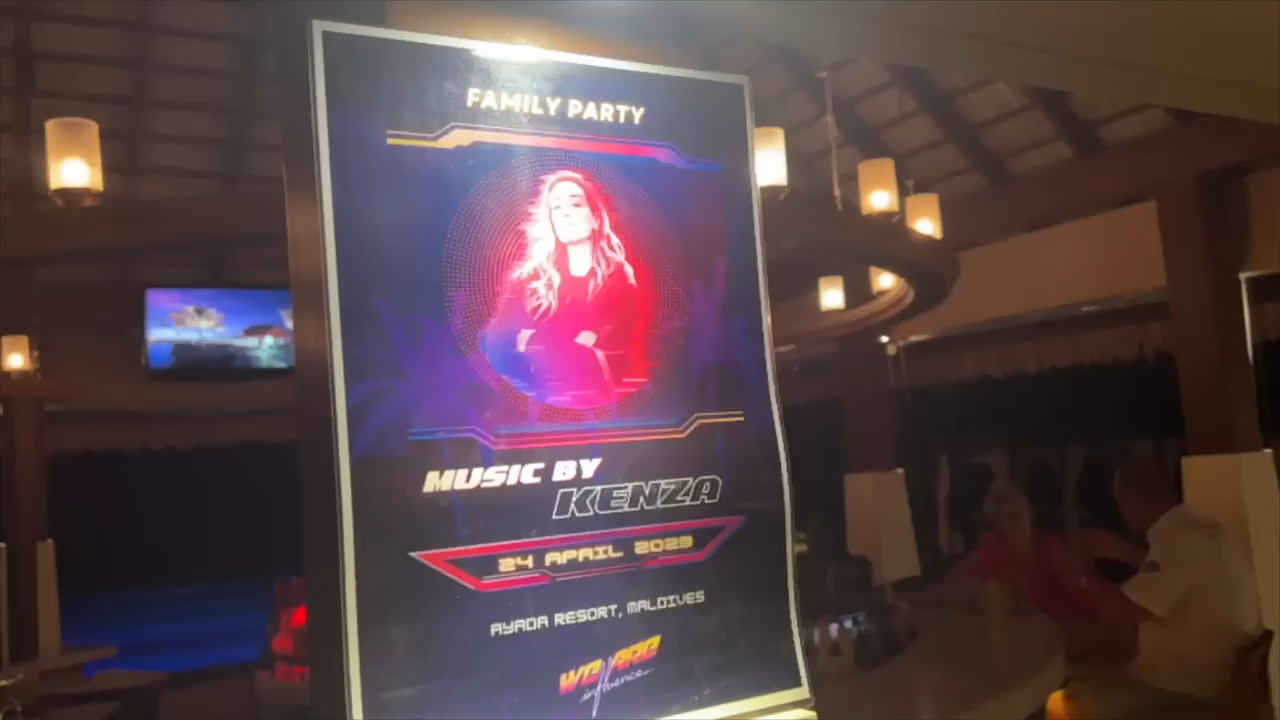 FAMILY PARTY
MUSIC BY
KENZA
24 APRIL 2023
AYADA RESORT, MALDIVES
WE ARE
influence